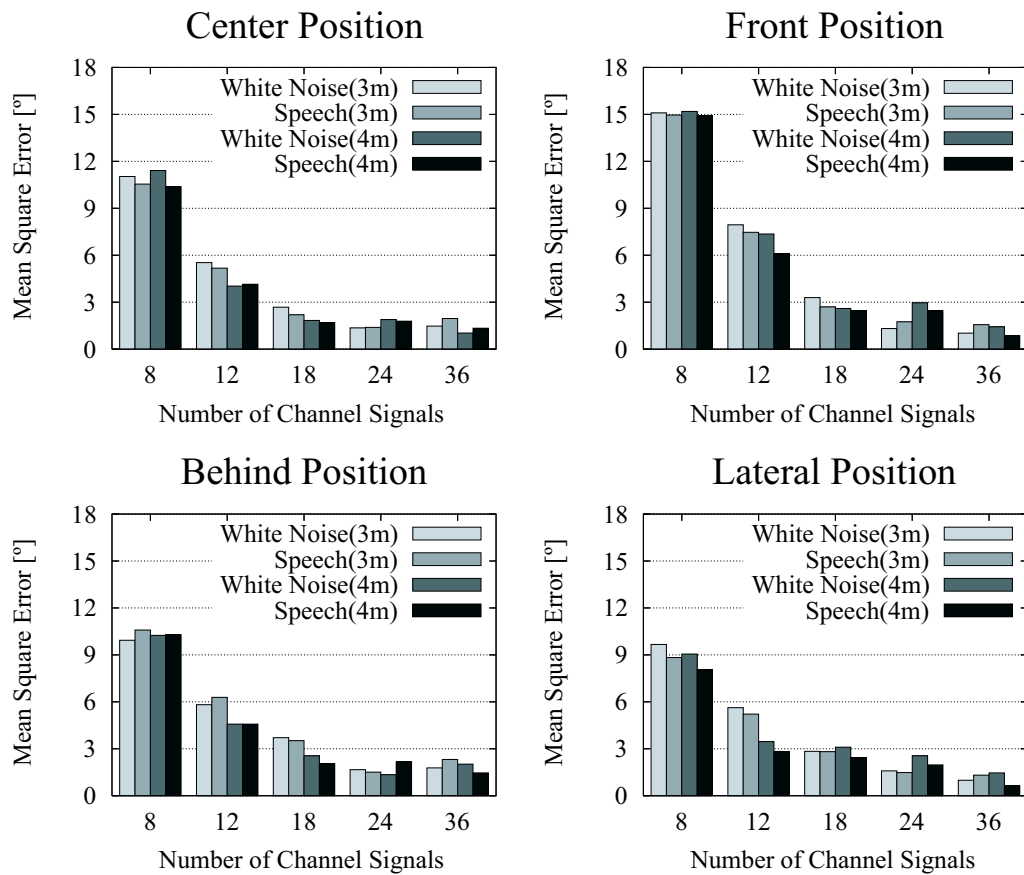 Center Position
Mean Square Error [º]
18
15
12
9
6
3
0
White Noise(3m)
Speech(3m)
White Noise(4m)
Speech(4m)
8 12 18 24 36
Number of Channel Signals
Front Position
Mean Square Error [º]
18
15
12
9
6
3
0
White Noise(3m)
Speech(3m)
White Noise(4m)
Speech(4m)
8 12 18 24 36
Number of Channel Signals
Behind Position
Mean Square Error [º]
18
15
12
9
6
3
0
White Noise(3m)
Speech(3m)
White Noise(4m)
Speech(4m)
8 12 18 24 36
Number of Channel Signals
Lateral Position
Mean Square Error [º]
18
15
12
9
6
3
0
White Noise(3m)
Speech(3m)
White Noise(4m)
Speech(4m)
8 12 18 24 36
Number of Channel Signals